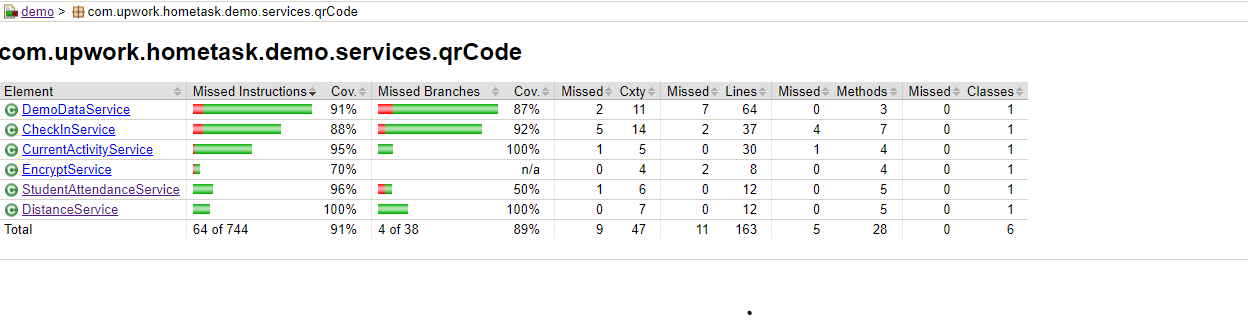 demo > com.upwork.hometask.demo.services.qrCode
com.upwork.hometask.demo.services.qrCode
Element Missed Instructions Cov. Missed Branches Cov. Missed Cxty Missed Lines Missed Methods Missed Classes
DemoDataService 91% 87% 2 11 7 64 0 3 0 1
CheckInService 88% 92% 5 14 2 37 4 7 0 1
CurrentActivityService 95% 100% 1 5 0 30 1 4 0 1
EncryptService 70% n/a 0 4 2 8 0 4 0 1
StudentAttendanceService 96% 50% 1 6 0 12 0 5 0 1
DistanceService 100% 100% 0 7 0 12 0 5 0 1
Total 64 of 744 91% 4 of 38 89% 9 47 11 163 5 28 0 6